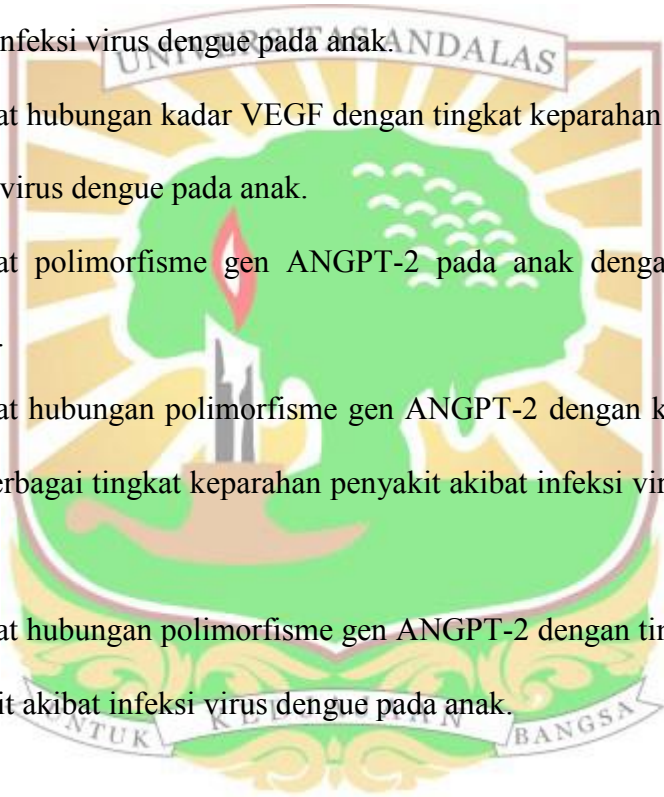 infeksi virus dengue pada anak.
UNIVERSITAS ANDALAS
at hubungan kadar VEGF dengan tingkat keparahan
virus dengue pada anak.
at polimorfisme gen ANGPT-2 pada anak denga
.
at hubungan polimorfisme gen ANGPT-2 dengan k
erbagai tingkat keparahan penyakit akibat infeksi vir
at hubungan polimorfisme gen ANGPT-2 dengan tin
it akibat infeksi virus dengue pada anak.
UNTUK KEDJAJAAN BANGSA